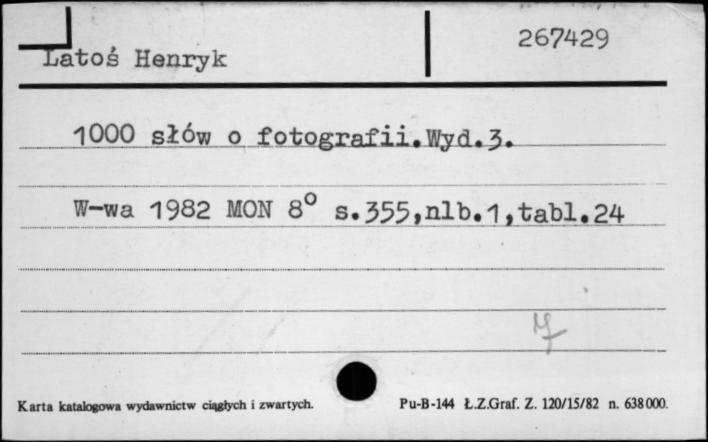 Latoś Henryk
267429
1000 słów o fotografii.Wyd.3.
W-wa 1982 MON 8° s.355,nlb.1,tabl.24
Karta katalogowa wydawnictw ciągłych i zwartych.
Pu-B-144 Ł.Z.Graf. Z. 120/15/82 n. 638000.